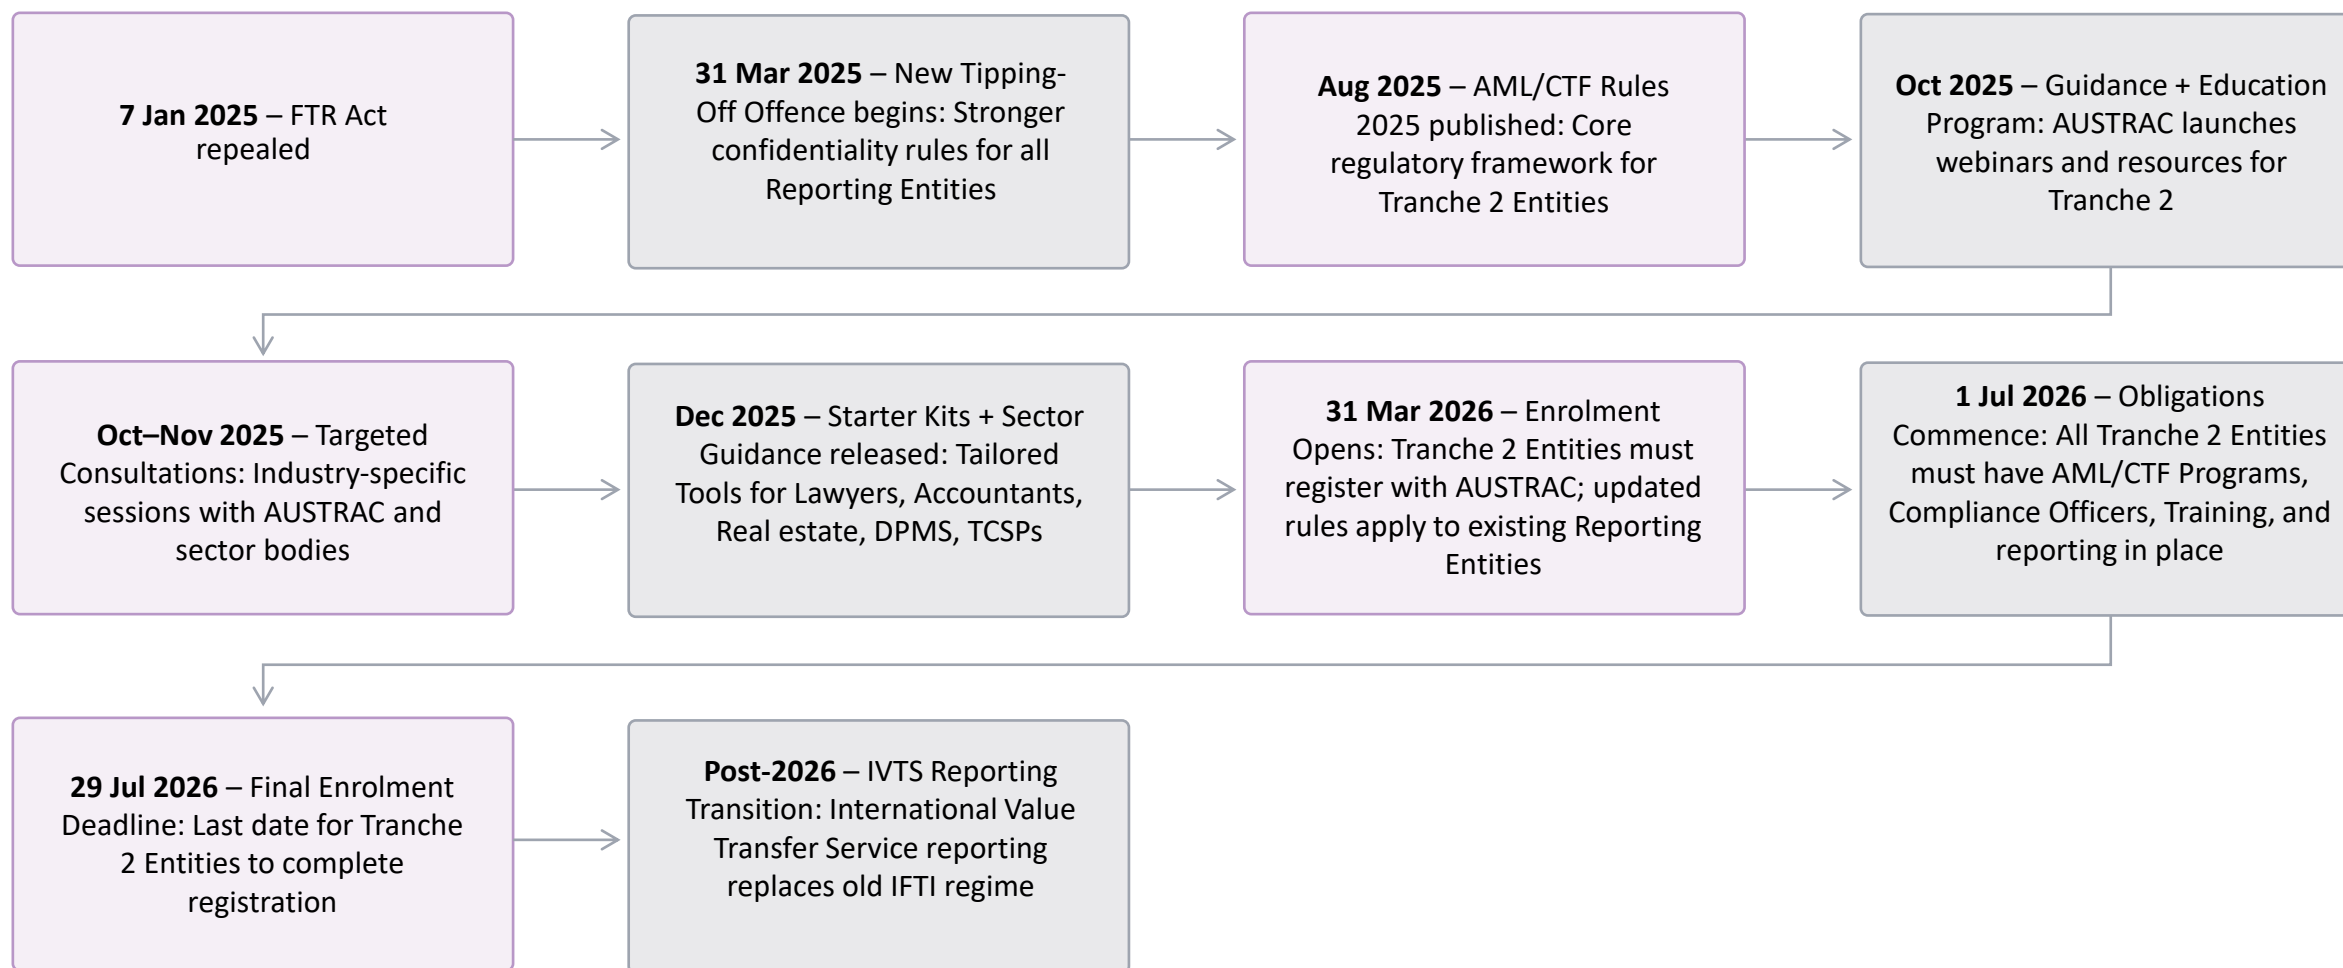 7 Jan 2025 – FTR Act
repealed
31 Mar 2025 – New Tipping-
Off Offence begins: Stronger
confidentiality rules for all
Reporting Entities
Aug 2025 – AML/CTF Rules
2025 published: Core
regulatory framework for
Tranche 2 Entities
Oct 2025 – Guidance + Education
Program: AUSTRAC launches
webinars and resources for
Tranche 2
Oct–Nov 2025 – Targeted
Consultations: Industry-specific
sessions with AUSTRAC and
sector bodies
Dec 2025 – Starter Kits + Sector
Guidance released: Tailored
Tools for Lawyers, Accountants,
Real estate, DPMS, TCSPs
31 Mar 2026 – Enrolment
Opens: Tranche 2 Entities must
register with AUSTRAC; updated
rules apply to existing Reporting
Entities
1 Jul 2026 – Obligations
Commence: All Tranche 2 Entities
must have AML/CTF Programs,
Compliance Officers, Training, and
reporting in place
29 Jul 2026 – Final Enrolment
Deadline: Last date for Tranche
2 Entities to complete
registration
Post-2026 – IVTS Reporting
Transition: International Value
Transfer Service reporting
replaces old IFTI regime